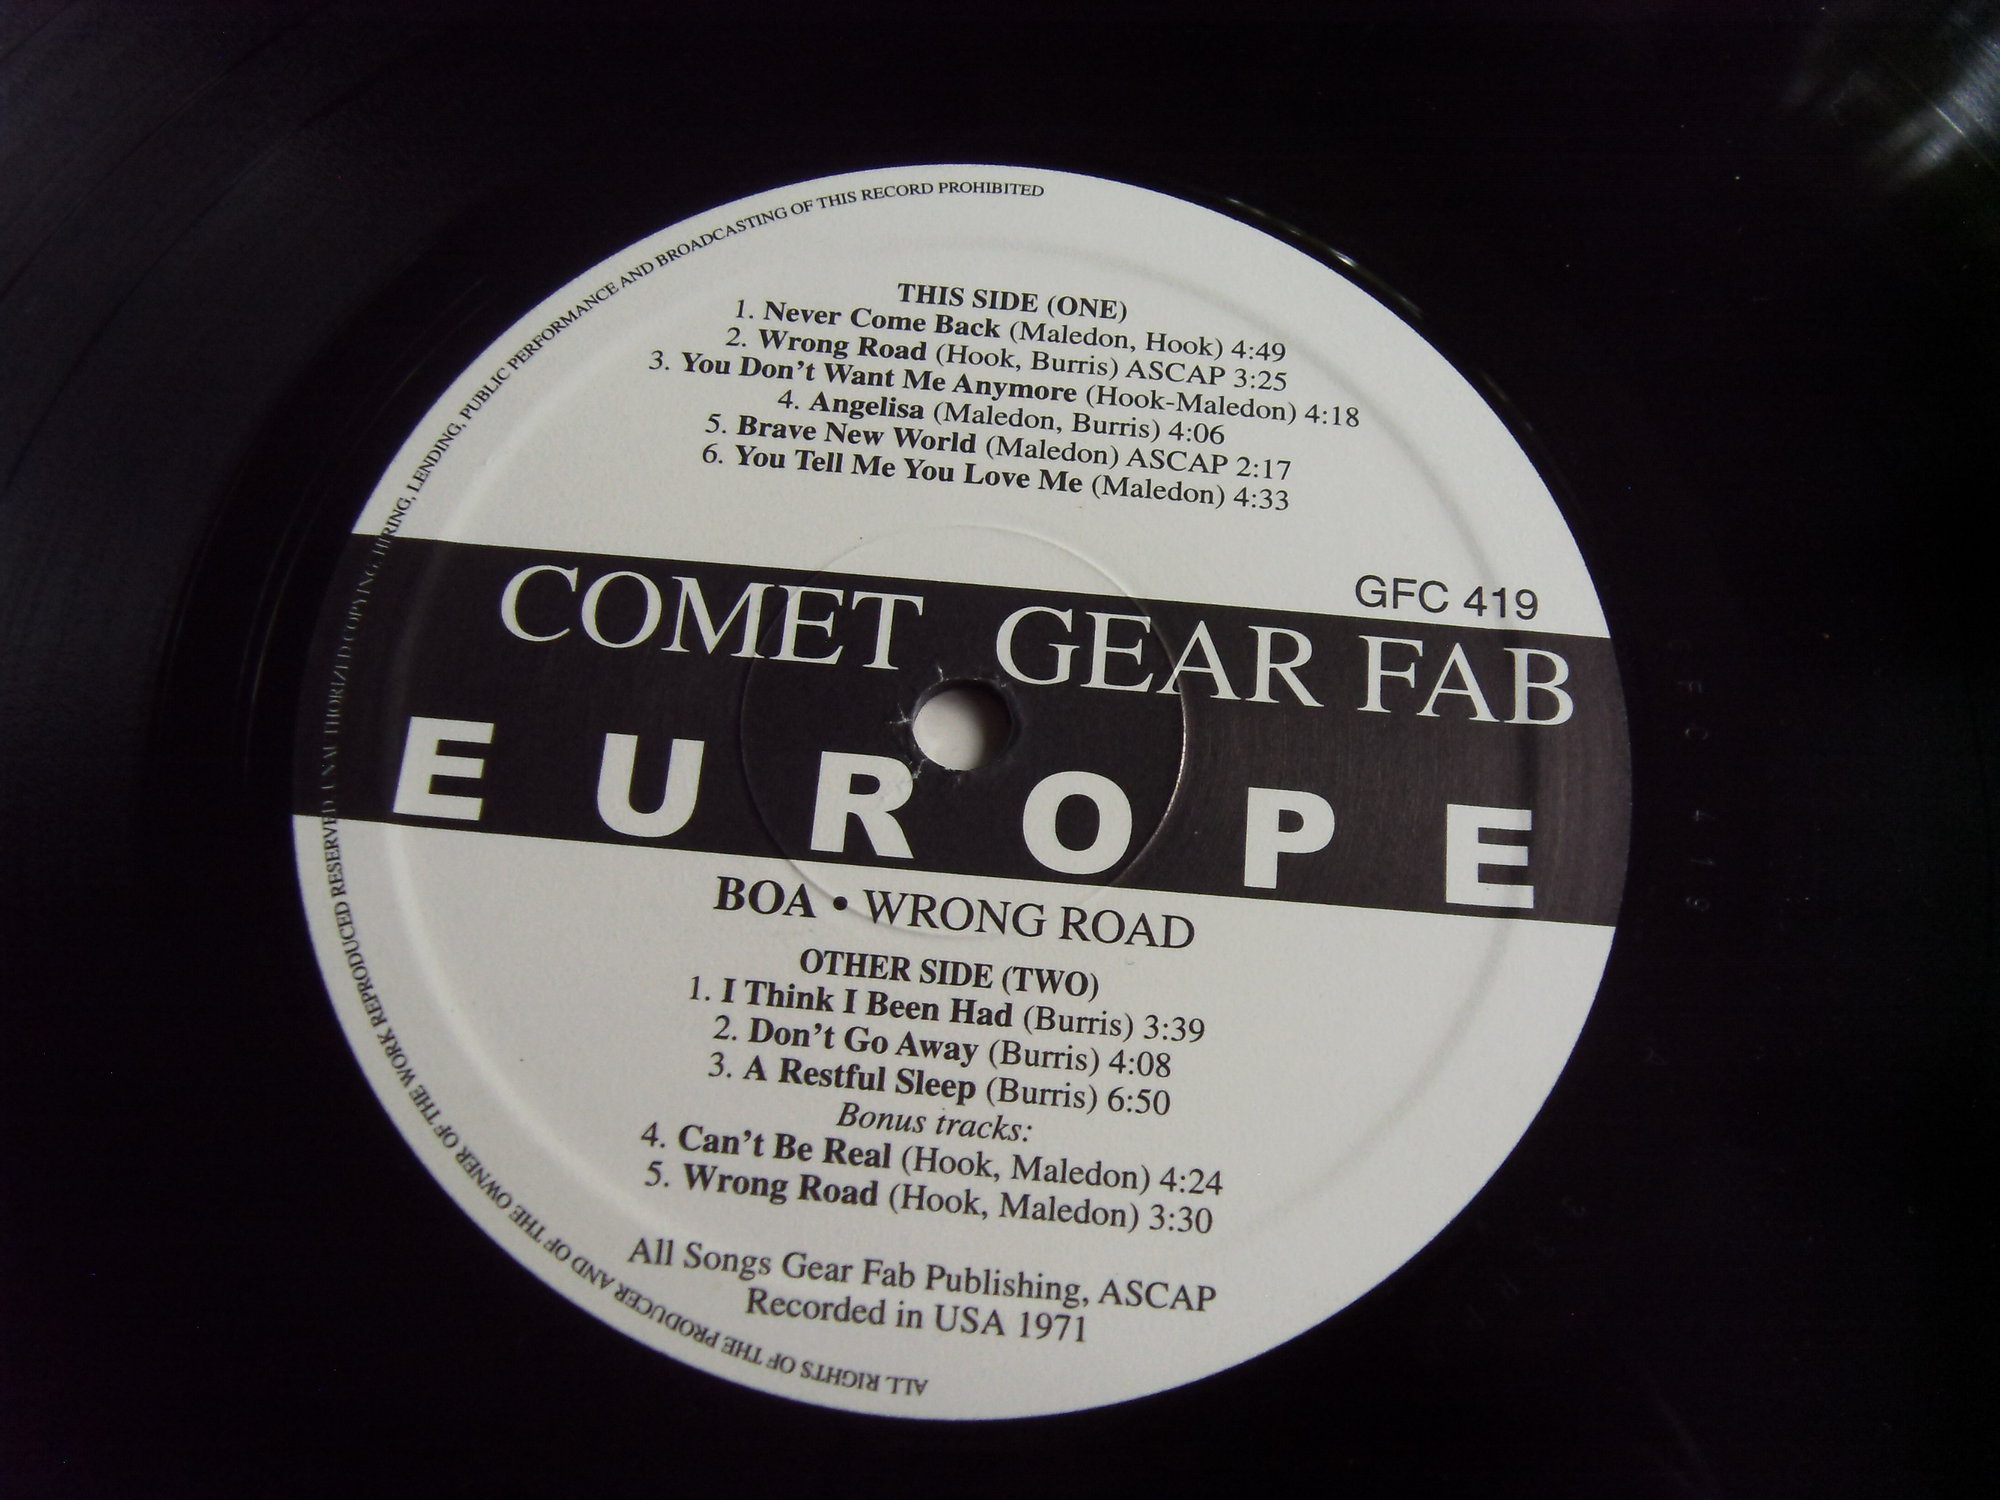 ALL RIGHTS OF THE PRODUCER AND OF THE OWNER OF THE WORK REPRODUCED RESERVED. UNAUTHORIZED COPYING, HIRING, LENDING, PUBLIC PERFORMANCE AND BROADCASTING OF THIS RECORD PROHIBITED
THIS SIDE (ONE)
1. Never Come Back (Maledon, Hook) 4:49
2. Wrong Road (Hook, Burris) ASCAP 3:25
3. You Don't Want Me Anymore (Hook-Maledon) 4:18
4. Angelisa (Maledon, Burris) 4:06
5. Brave New World (Maledon) ASCAP 2:17
6. You Tell Me You Love Me (Maledon) 4:33
GFC 419
COMET GEAR FAB
EUROPE
BOA • WRONG ROAD
OTHER SIDE (TWO)
1. I Think I Been Had (Burris) 3:39
2. Don't Go Away (Burris) 4:08
3. A Restful Sleep (Burris) 6:50
Bonus tracks:
4. Can't Be Real (Hook, Maledon) 4:24
5. Wrong Road (Hook, Maledon) 3:30
All Songs Gear Fab Publishing, ASCAP
Recorded in USA 1971